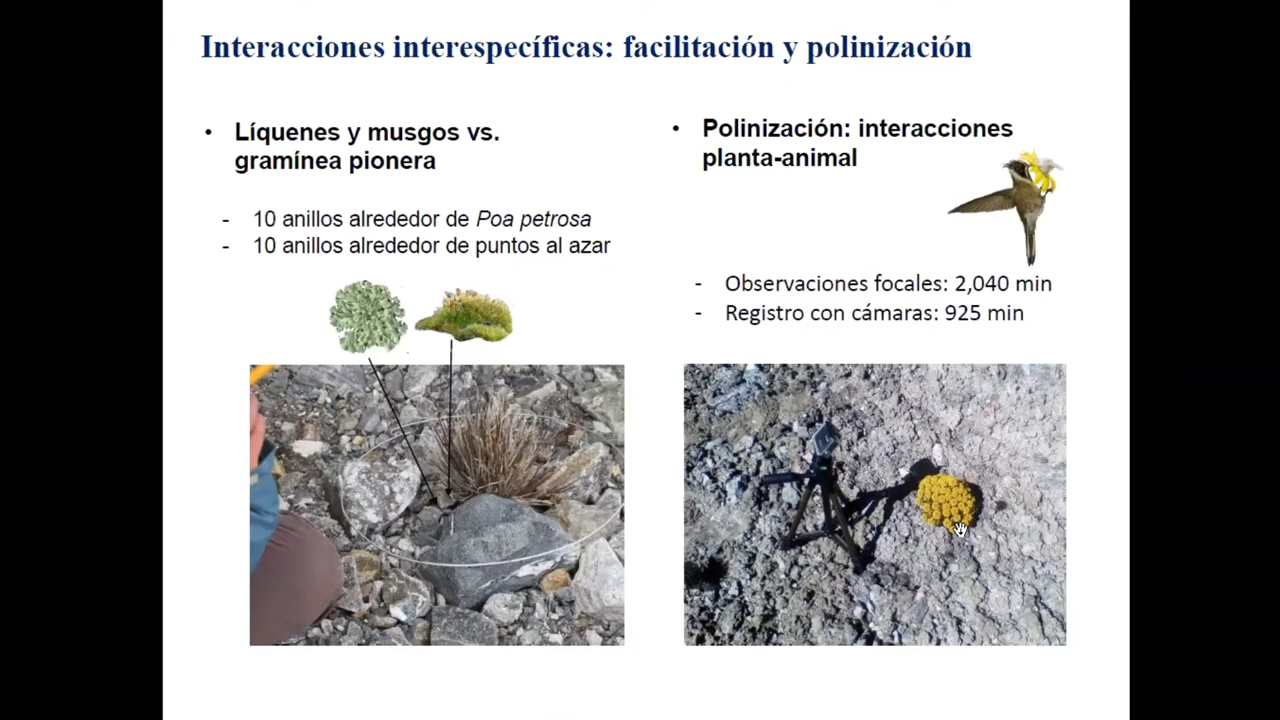 Interacciones interespecíficas: facilitación y polinización
• Líquenes y musgos vs.
gramínea pionera
- 10 anillos alrededor de Poa petrosa
- 10 anillos alrededor de puntos al azar
• Polinización: interacciones
planta-animal
- Observaciones focales: 2,040 min
- Registro con cámaras: 925 min